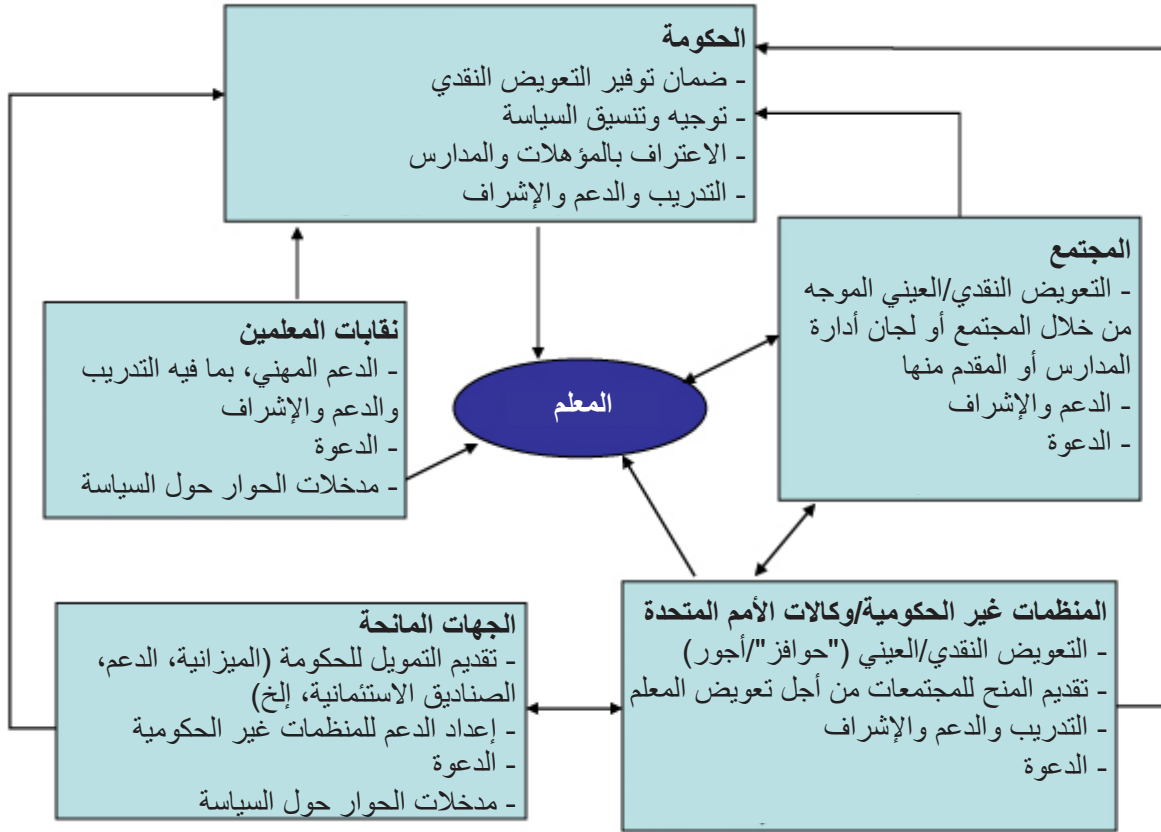 الحكومة
- ضمان توفير التعويض النقدي
- توجيه وتنسيق السياسة
- الاعتراف بالمؤهلات والمدارس
- التدريب والدعم والإشراف
المجتمع
- التعويض النقدي/العيني الموجه
من خلال المجتمع أو لجان أدارة
المدارس أو المقدم منها
- الدعم والإشراف
- الدعوة
نقابات المعلمين
- الدعم المهني، بما فيه التدريب
والدعم والإشراف
- الدعوة
- مدخلات الحوار حول السياسة
المعلم
المنظمات غير الحكومية/وكالات الأمم المتحدة
- التعويض النقدي/العيني ("حوافز"/أجور)
- تقديم المنح للمجتمعات من أجل تعويض المعلم
- التدريب والدعم والإشراف
- الدعوة
الجهات المانحة
- تقديم التمويل للحكومة (الميزانية، الدعم،
الصناديق الاستئمانية، إلخ)
- إعداد الدعم للمنظمات غير الحكومية
- الدعوة
- مدخلات الحوار حول السياسة